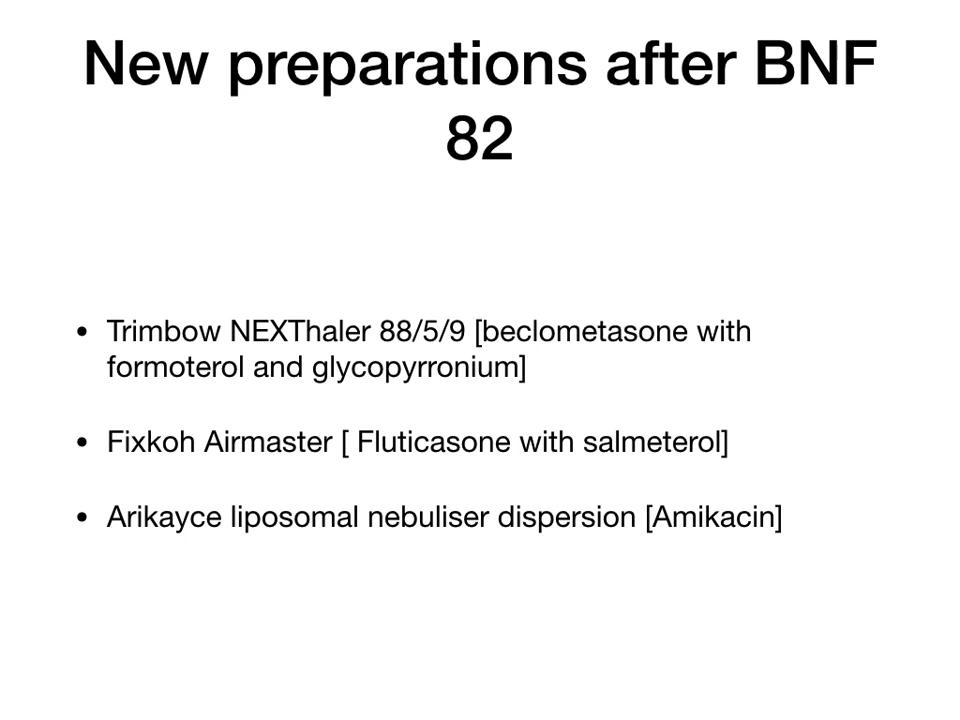 New preparations after BNF
82
• Trimbow NEXThaler 88/5/9 [beclometasone with
formoterol and glycopyrronium]
• Fixkoh Airmaster [ Fluticasone with salmeterol]
• Arikayce liposomal nebuliser dispersion [Amikacin]